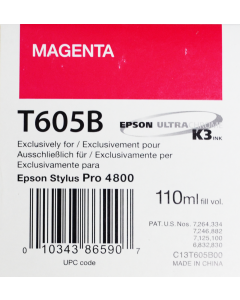 MAGENTA
T605B
EPSON ULTRACHROME K3 INK
Exclusively for / Exclusivement pour
Ausschließlich für / Exclusivamente per
Exclusivamente para
Epson Stylus Pro 4800
110ml fill vol.
0 10343 86590 7
UPC code
PAT.U.S. Nos. 7,264,334
7,246,882
7,125,100
6,832,830
C13T605B00
MADE IN CHINA